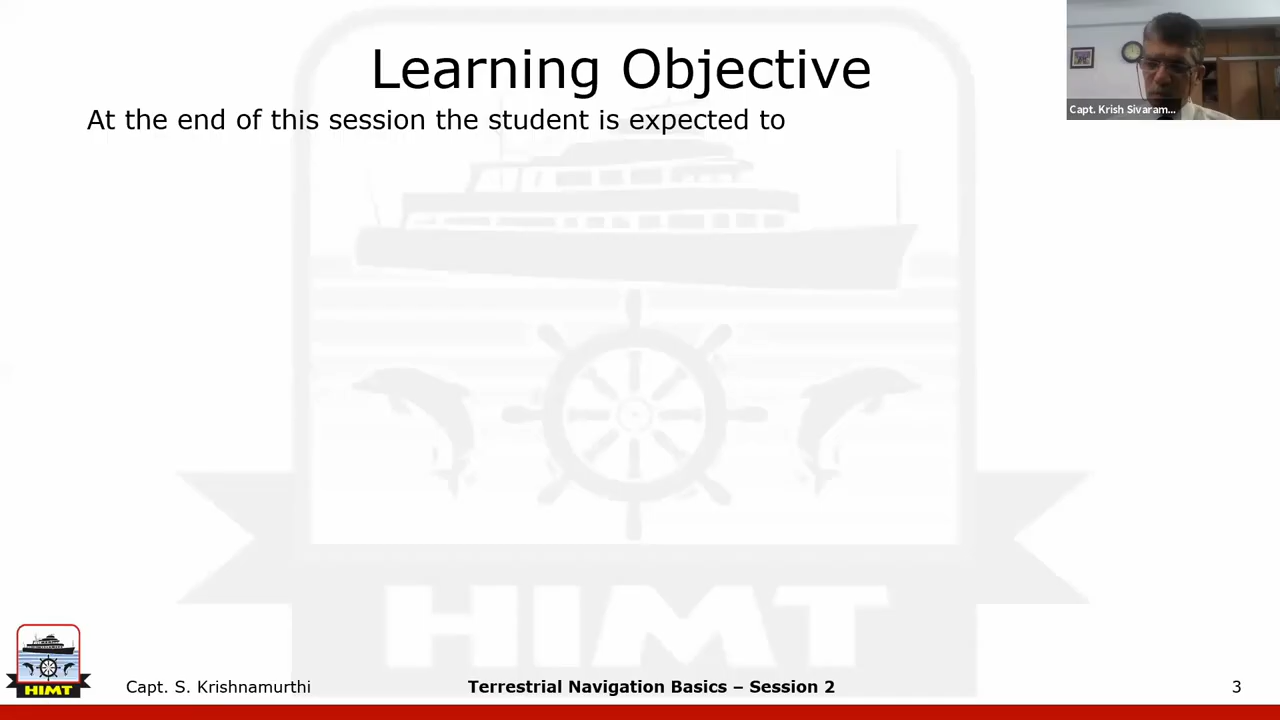 Learning Objective
At the end of this session the student is expected to
Capt. Krish Sivaram...
HIMT
HIMT
Capt. S. Krishnamurthi
Terrestrial Navigation Basics – Session 2
3